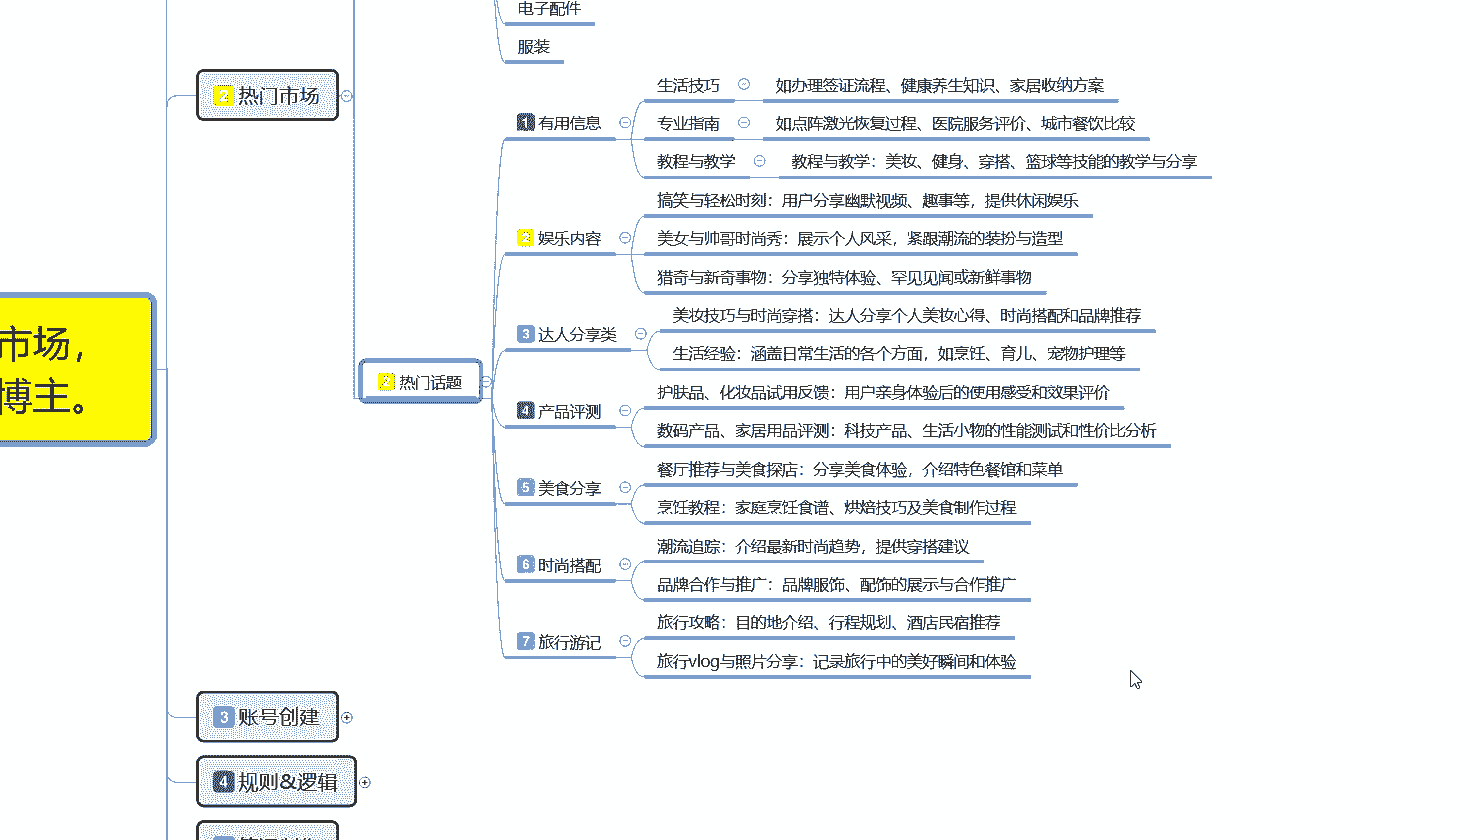 电子配件
服装
2 热门市场
1 有用信息
生活技巧
如办理签证流程、健康养生知识、家居收纳方案
专业指南
如点阵激光恢复过程、医院服务评价、城市餐饮比较
教程与教学
教程与教学：美妆、健身、穿搭、篮球等技能的教学与分享
2 娱乐内容
搞笑与轻松时刻：用户分享幽默视频、趣事等，提供休闲娱乐
美女与帅哥时尚秀：展示个人风采，紧跟潮流的装扮与造型
猎奇与新奇事物：分享独特体验、罕见见闻或新鲜事物
3 达人分享类
美妆技巧与时尚穿搭：达人分享个人美妆心得、时尚搭配和品牌推荐
生活经验：涵盖日常生活的各个方面，如烹饪、育儿、宠物护理等
市场，
博主。
2 热门话题
4 产品评测
护肤品、化妆品试用反馈：用户亲身体验后的使用感受和效果评价
数码产品、家居用品评测：科技产品、生活小物的性能测试和性价比分析
5 美食分享
餐厅推荐与美食探店：分享美食体验，介绍特色餐馆和菜单
烹饪教程：家庭烹饪食谱、烘焙技巧及美食制作过程
6 时尚搭配
潮流追踪：介绍最新时尚趋势，提供穿搭建议
品牌合作与推广：品牌服饰、配饰的展示与合作推广
7 旅行游记
旅行攻略：目的地介绍、行程规划、酒店民宿推荐
旅行vlog与照片分享：记录旅行中的美好瞬间和体验
3 账号创建
4 规则&逻辑